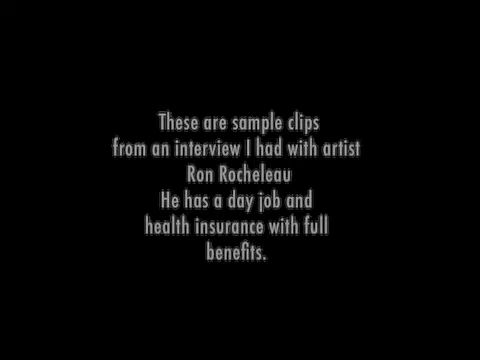 These are sample clips
from an interview I had with artist
Ron Rocheleau
He has a day job and
health insurance with full
benefits.